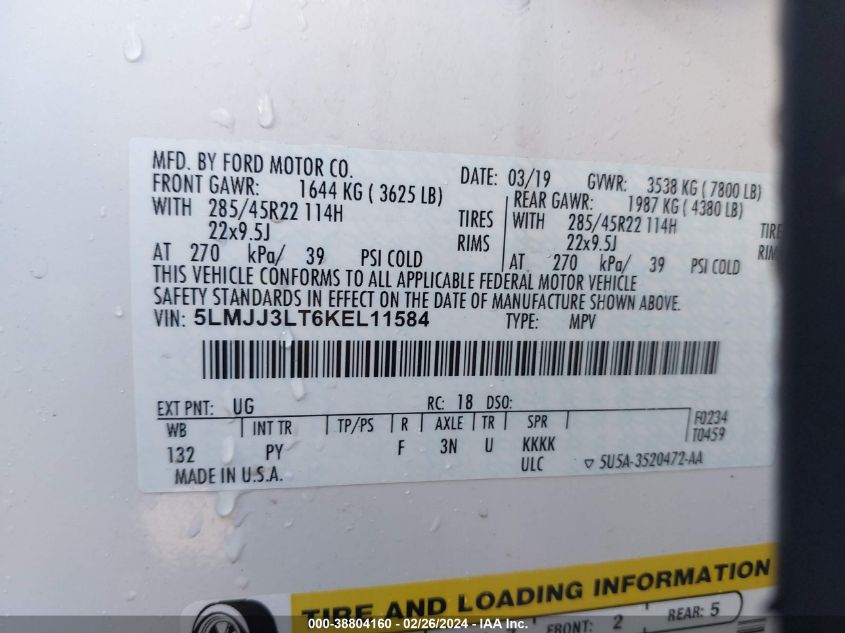 MFD. BY FORD MOTOR CO.
DATE: 03/19 GVWR: 3538 KG ( 7800 LB)
FRONT GAWR: 1644 KG ( 3625 LB)
WITH 285/45R22 114H TIRES
22x9.5J RIMS
AT 270 kPa/ 39 PSI COLD
REAR GAWR: 1987 KG ( 4380 LB)
WITH 285/45R22 114H TIRE
22x9.5J RIM
AT 270 kPa/ 39 PSI COLD
THIS VEHICLE CONFORMS TO ALL APPLICABLE FEDERAL MOTOR VEHICLE
SAFETY STANDARDS IN EFFECT ON THE DATE OF MANUFACTURE SHOWN ABOVE.
VIN: 5LMJJ3LT6KEL11584 TYPE: MPV
EXT PNT: UG RC: 18 DSO:
WB INT TR TP/PS R AXLE TR SPR
132 PY F 3N U KKKK
ULC
F0234
T0459
MADE IN U.S.A.
▽ 5U5A-3520472-AA
TIRE AND LOADING INFORMATION
FRONT: 2 REAR: 5
000-38804160 - 02/26/2024 - IAA Inc.